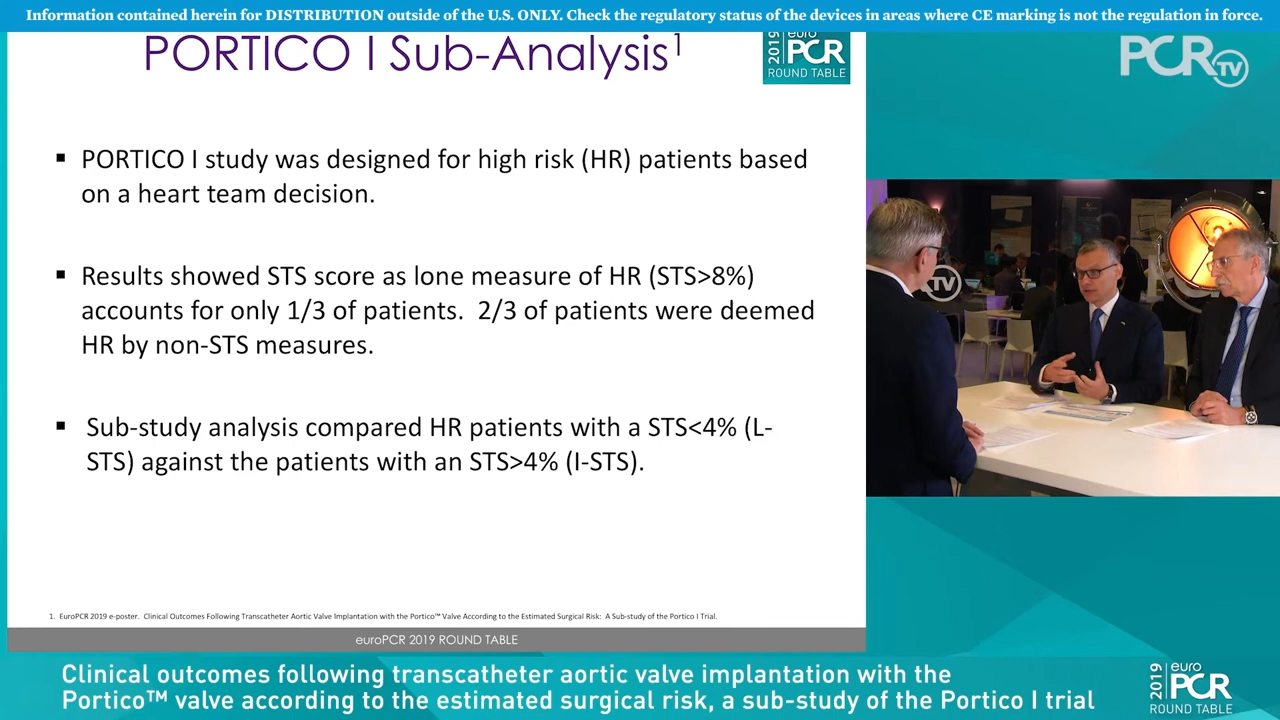 Information contained herein for DISTRIBUTION outside of the U.S. ONLY. Check the regulatory status of the devices in areas where CE marking is not the regulation in force.
PORTICO I Sub-Analysis¹
2019 euro
PCR
ROUND TABLE
PCR
TV
▪ PORTICO I study was designed for high risk (HR) patients based
on a heart team decision.
▪ Results showed STS score as lone measure of HR (STS>8%)
accounts for only 1/3 of patients. 2/3 of patients were deemed
HR by non-STS measures.
▪ Sub-study analysis compared HR patients with a STS<4% (L-
STS) against the patients with an STS>4% (I-STS).
TV
PCR
1. EuroPCR 2019 e-poster. Clinical Outcomes Following Transcatheter Aortic Valve Implantation with the Portico™ Valve According to the Estimated Surgical Risk: A Sub-study of the Portico I Trial.
euroPCR 2019 ROUND TABLE
Clinical outcomes following transcatheter aortic valve implantation with the
Portico™ valve according to the estimated surgical risk, a sub-study of the Portico I trial
2019 euro
PCR
ROUND TABLE